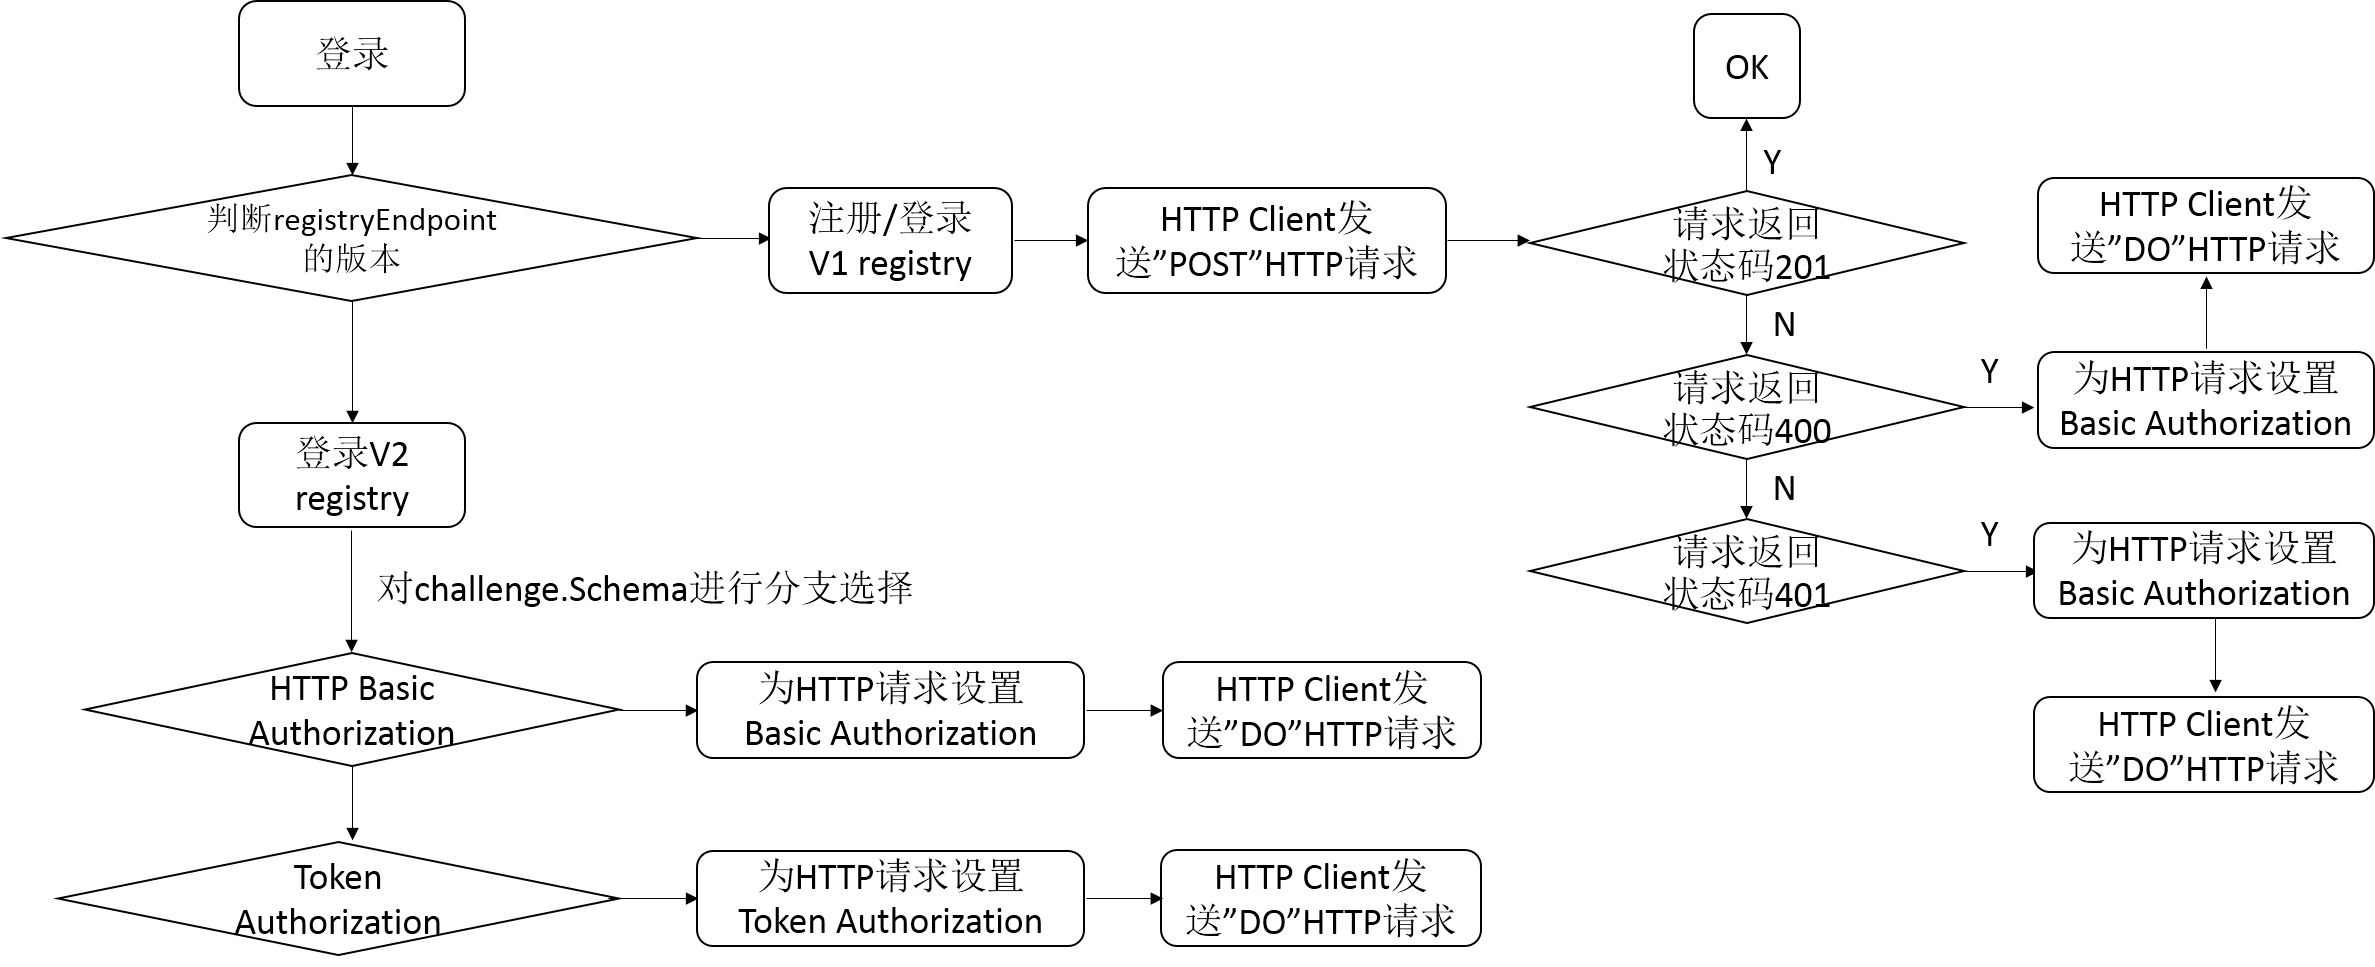 登录
判断registryEndpoint
的版本
注册/登录
V1 registry
HTTP Client发
送”POST”HTTP请求
请求返回
状态码201
Y
OK
N
请求返回
状态码400
Y
为HTTP请求设置
Basic Authorization
HTTP Client发
送”DO”HTTP请求
N
请求返回
状态码401
Y
为HTTP请求设置
Basic Authorization
HTTP Client发
送”DO”HTTP请求
登录V2
registry
对challenge.Schema进行分支选择
HTTP Basic
Authorization
为HTTP请求设置
Basic Authorization
HTTP Client发
送”DO”HTTP请求
Token
Authorization
为HTTP请求设置
Token Authorization
HTTP Client发
送”DO”HTTP请求